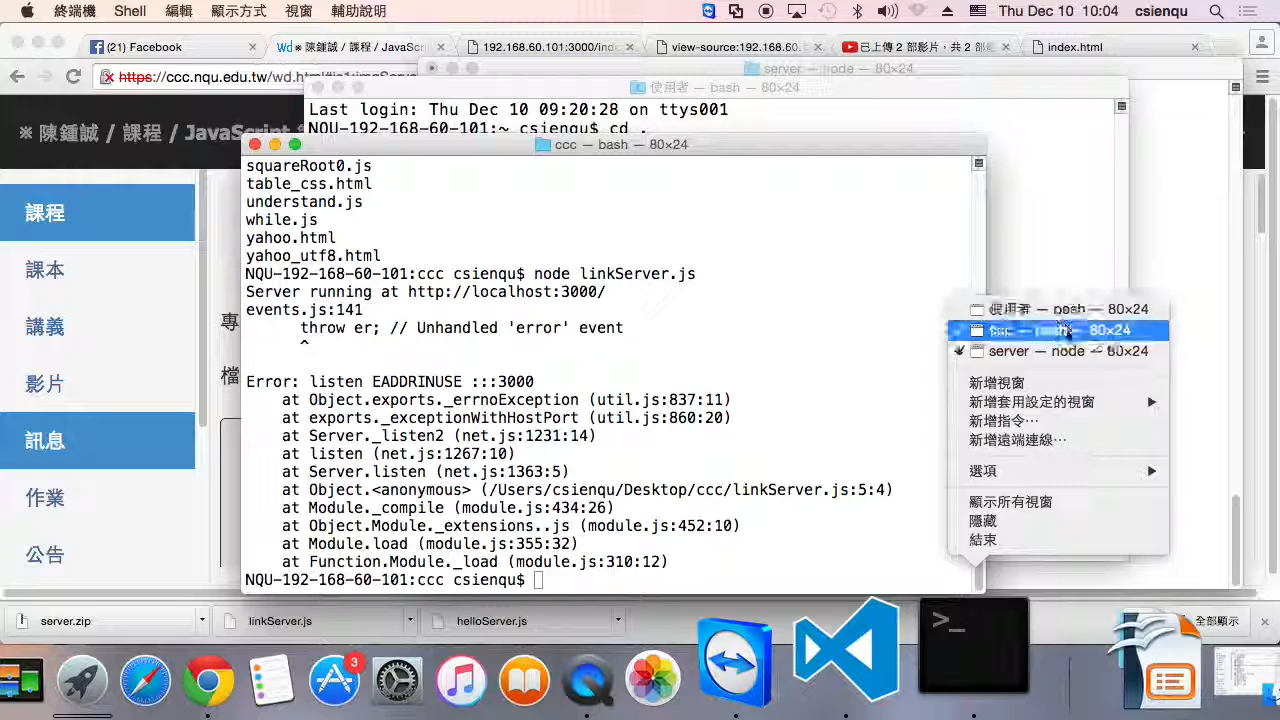 終端機 Shell 編輯 顯示方式 視窗 輔助說明 Thu Dec 10 10:04 csienqu
(21) Facebook
Wd ※ 陳鍾誠 / 課程 / JavaScri
192.168.60.101:3000/ind
view-source:192.168.60.
已上傳 2 部影片，共 2 部
index.html
https://ccc.nqu.edu.tw/wd.html
server — node — 80×24
使用者 — bash — 80×24
Last login: Thu Dec 10 09:20:28 on ttys001
NQU-192-168-60-101:~ csienqu$ cd .
※ 陳鍾誠 / 課程 / JavaScript
ccc — bash — 80×24
課程
課本
講義
影片
訊息
作業
公告
專
檔
squareRoot0.js
table_css.html
understand.js
while.js
yahoo.html
yahoo_utf8.html
NQU-192-168-60-101:ccc csienqu$ node linkServer.js
Server running at http://localhost:3000/
events.js:141
throw er; // Unhandled 'error' event
^
Error: listen EADDRINUSE :::3000
at Object.exports._errnoException (util.js:837:11)
at exports._exceptionWithHostPort (util.js:860:20)
at Server._listen2 (net.js:1231:14)
at listen (net.js:1267:10)
at Server.listen (net.js:1363:5)
at Object.<anonymous> (/Users/csienqu/Desktop/ccc/linkServer.js:5:4)
at Module._compile (module.js:434:26)
at Object.Module._extensions..js (module.js:452:10)
at Module.load (module.js:355:32)
at Function.Module._load (module.js:310:12)
NQU-192-168-60-101:ccc csienqu$
使用者 — 80×24
80×24
server — node — 80×24
新增視窗
新增套用設定的視窗
新增指令⋯
新增遠端連線⋯
選項
顯示所有視窗
隱藏
結束
server.zip
linkServer.js
helloServer.js
全部顯示
3
>_